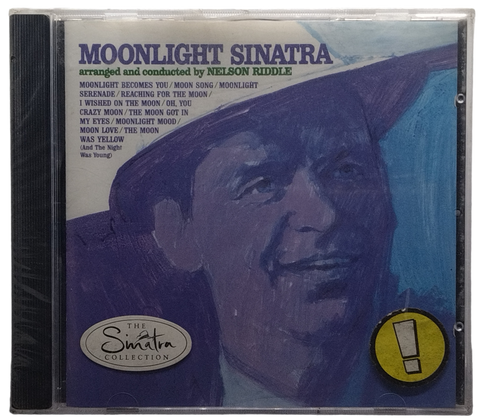 MOONLIGHT SINATRA
arranged and conducted by NELSON RIDDLE
MOONLIGHT BECOMES YOU / MOON SONG / MOONLIGHT
SERENADE / REACHING FOR THE MOON /
I WISHED ON THE MOON / OH, YOU
CRAZY MOON / THE MOON GOT IN
MY EYES / MOONLIGHT MOOD /
MOON LOVE / THE MOON
WAS YELLOW
(And The Night
Was Young)
THE
Sinatra
COLLECTION
!